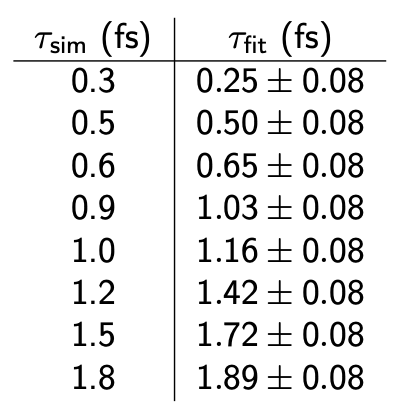 τsim (fs) τfit (fs)
0.3 0.25 ± 0.08
0.5 0.50 ± 0.08
0.6 0.65 ± 0.08
0.9 1.03 ± 0.08
1.0 1.16 ± 0.08
1.2 1.42 ± 0.08
1.5 1.72 ± 0.08
1.8 1.89 ± 0.08